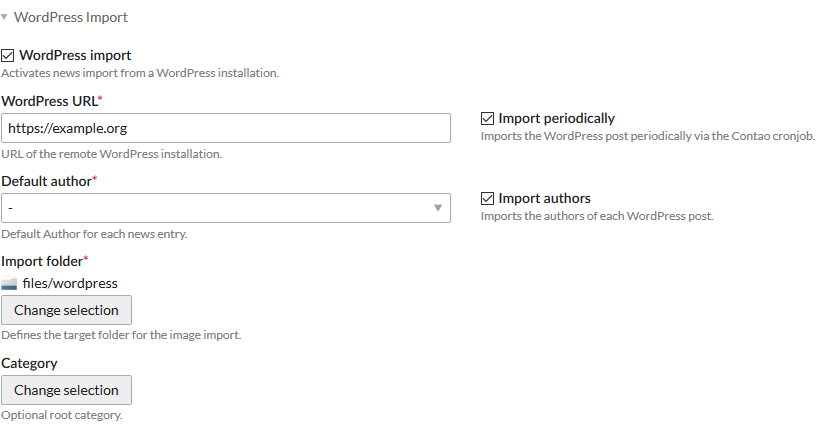 WordPress Import
WordPress import
Activates news import from a WordPress installation.
WordPress URL*
https://example.org
URL of the remote WordPress installation.
Import periodically
Imports the WordPress post periodically via the Contao cronjob.
Default author*
-
Default Author for each news entry.
Import authors
Imports the authors of each WordPress post.
Import folder*
files/wordpress
Change selection
Defines the target folder for the image import.
Category
Change selection
Optional root category.